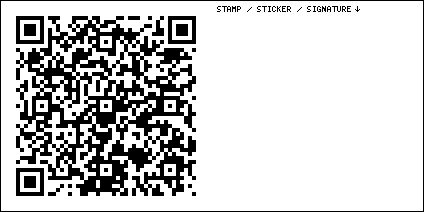 STAMP / STICKER / SIGNATURE ↓